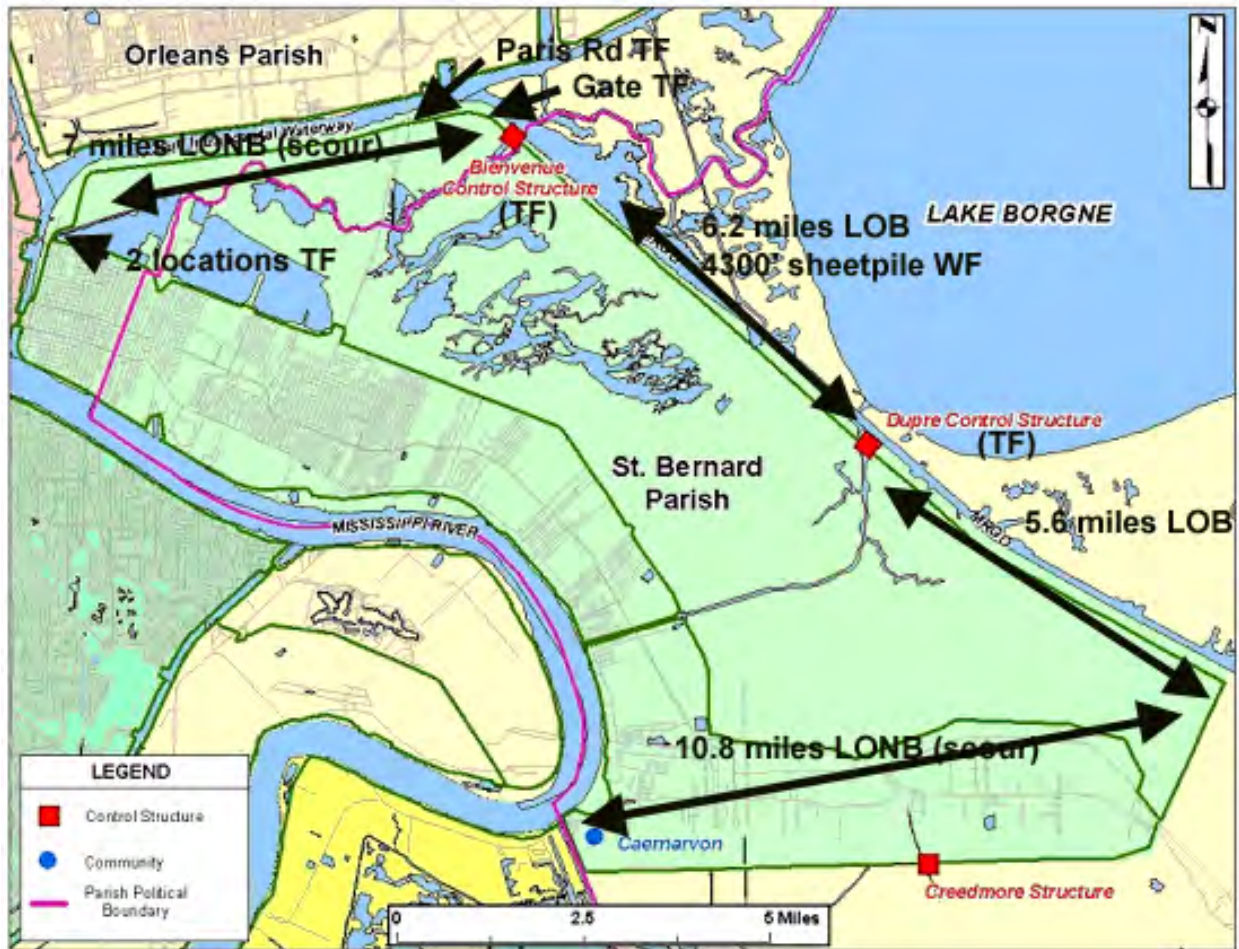 N
Orleans Parish
Paris Rd TF
Gate TF
7 miles LONB (scour)
Waterway
Bienvenue
Control Structure
(TF)
2 locations TF
6.2 miles LOB
4300' sheetpile WF
LAKE BORGNE
Dupre Control Structure
(TF)
St. Bernard
Parish
MRGO
5.6 miles LOB
MISSISSIPPI RIVER
10.8 miles LONB (scour)
Caernarvon
Creedmore Structure
LEGEND
Control Structure
Community
Parish Political
Boundary
0 2.5 5 Miles